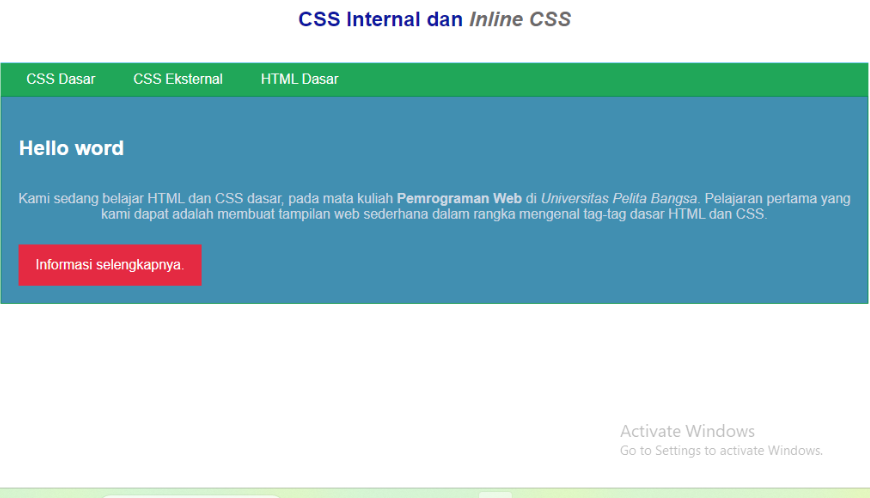 CSS Internal dan Inline CSS
CSS Dasar CSS Eksternal HTML Dasar
Hello word
Kami sedang belajar HTML dan CSS dasar, pada mata kuliah Pemrograman Web di Universitas Pelita Bangsa. Pelajaran pertama yang
kami dapat adalah membuat tampilan web sederhana dalam rangka mengenal tag-tag dasar HTML dan CSS.
Informasi selengkapnya.
Activate Windows
Go to Settings to activate Windows.